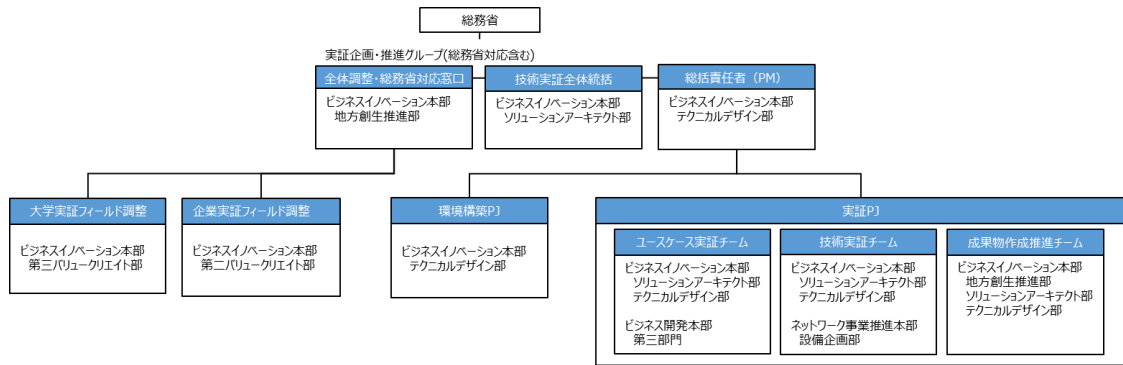 総務省
実証企画・推進グループ(総務省対応含む)
全体調整・総務省対応窓口
ビジネスイノベーション本部
地方創生推進部
技術実証全体統括
ビジネスイノベーション本部
ソリューションアーキテクト部
総括責任者（PM）
ビジネスイノベーション本部
テクニカルデザイン部
大学実証フィールド調整
ビジネスイノベーション本部
第三バリュークリエイト部
企業実証フィールド調整
ビジネスイノベーション本部
第二バリュークリエイト部
環境構築PJ
ビジネスイノベーション本部
テクニカルデザイン部
実証PJ
ユースケース実証チーム
ビジネスイノベーション本部
ソリューションアーキテクト部
テクニカルデザイン部
ビジネス開発本部
第三部門
技術実証チーム
ビジネスイノベーション本部
ソリューションアーキテクト部
テクニカルデザイン部
ネットワーク事業推進本部
設備企画部
成果物作成推進チーム
ビジネスイノベーション本部
地方創生推進部
ソリューションアーキテクト部
テクニカルデザイン部